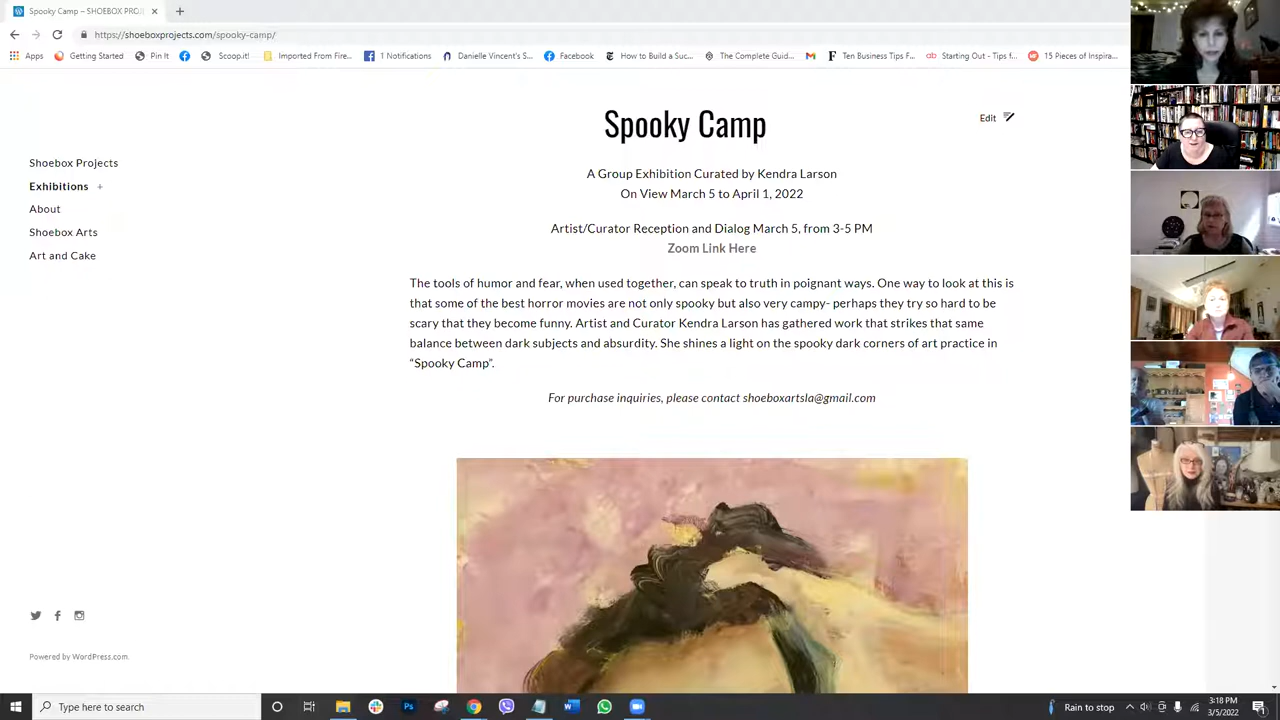 Spooky Camp – SHOEBOX PROJ
https://shoeboxprojects.com/spooky-camp/
Apps Getting Started Pin It Scoop.it! Imported From Fire... 1 Notifications Danielle Vincent's S... Facebook How to Build a Suc... The Complete Guid... Ten Business Tips F... Starting Out - Tips f... 15 Pieces of Inspira...
Spooky Camp
Edit
Shoebox Projects
Exhibitions +
About
Shoebox Arts
Art and Cake
A Group Exhibition Curated by Kendra Larson
On View March 5 to April 1, 2022
Artist/Curator Reception and Dialog March 5, from 3-5 PM
Zoom Link Here
The tools of humor and fear, when used together, can speak to truth in poignant ways. One way to look at this is
that some of the best horror movies are not only spooky but also very campy- perhaps they try so hard to be
scary that they become funny. Artist and Curator Kendra Larson has gathered work that strikes that same
balance between dark subjects and absurdity. She shines a light on the spooky dark corners of art practice in
“Spooky Camp”.
For purchase inquiries, please contact shoeboxartsla@gmail.com
Powered by WordPress.com.
Type here to search
Rain to stop
3:18 PM
3/5/2022